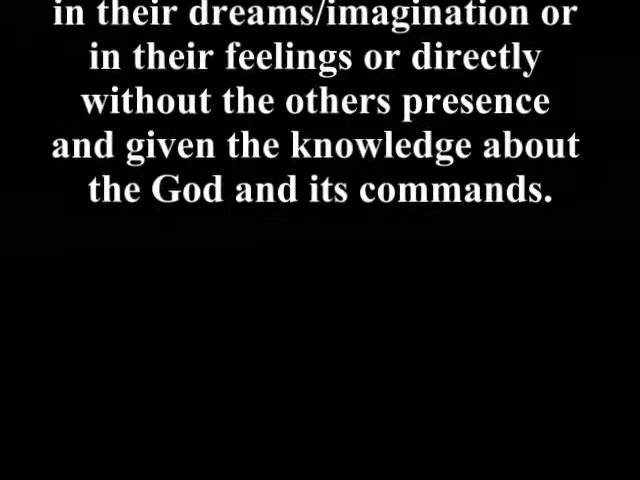 in their dreams/imagination or
in their feelings or directly
without the others presence
and given the knowledge about
the God and its commands.